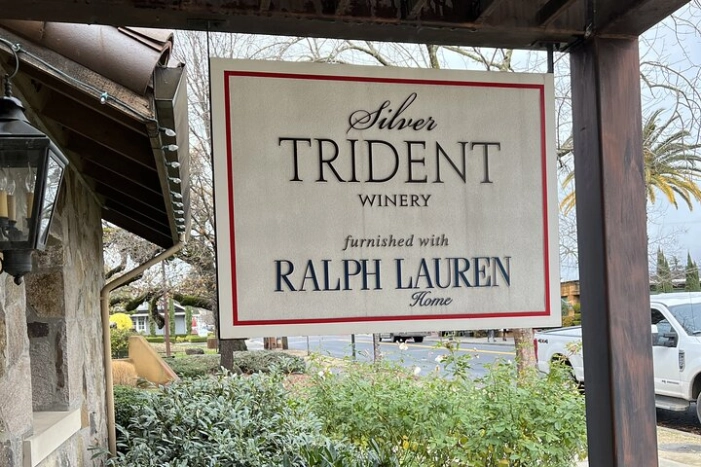 Silver
TRIDENT
WINERY
furnished with
RALPH LAUREN
Home